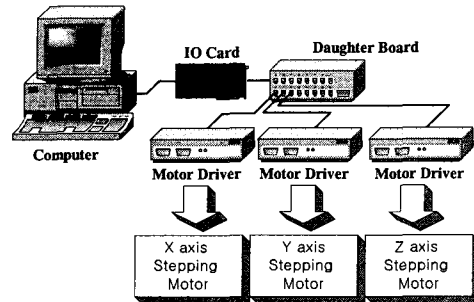 IO Card
Daughter Board
Computer
Motor Driver
Motor Driver
Motor Driver
X axis
Stepping
Motor
Y axis
Stepping
Motor
Z axis
Stepping
Motor